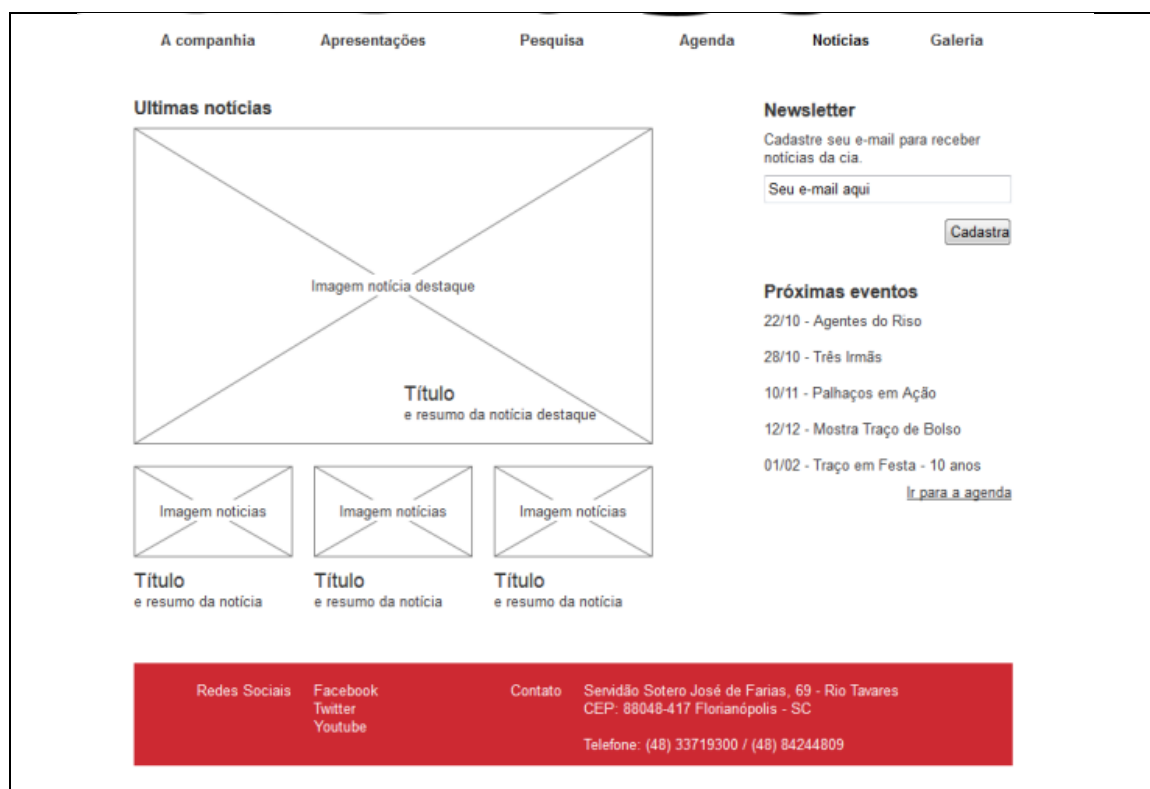 A companhia Apresentações Pesquisa Agenda Notícias Galeria
Ultimas notícias
Imagem notícia destaque
Título
e resumo da notícia destaque
Imagem noticias
Imagem notícias
Imagem notícias
Título
e resumo da notícia
Título
e resumo da notícia
Título
e resumo da notícia
Newsletter
Cadastre seu e-mail para receber
notícias da cia.
Seu e-mail aqui
Cadastra
Próximas eventos
22/10 - Agentes do Riso
28/10 - Três Irmãs
10/11 - Palhaços em Ação
12/12 - Mostra Traço de Bolso
01/02 - Traço em Festa - 10 anos
Ir para a agenda
Redes Sociais
Facebook
Twitter
Youtube
Contato
Servidão Sotero José de Farias, 69 - Rio Tavares
CEP: 88048-417 Florianópolis - SC
Telefone: (48) 33719300 / (48) 84244809